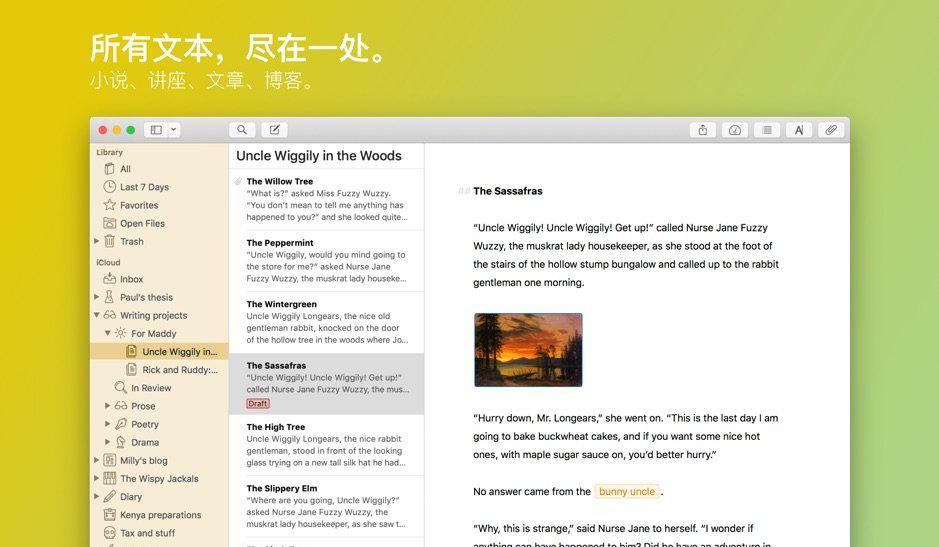 所有文本，尽在一处。
小说、讲座、文章、博客。
Library
All
Last 7 Days
Favorites
Open Files
Trash
iCloud
Inbox
Paul's thesis
Writing projects
For Maddy
Uncle Wiggily in...
Rick and Ruddy:...
In Review
Prose
Poetry
Drama
Milly's blog
The Wispy Jackals
Diary
Kenya preparations
Tax and stuff
Uncle Wiggily in the Woods
The Willow Tree
“What is?” asked Miss Fuzzy Wuzzy.
“You don’t mean to tell me anything has
happened to you?” and she looked quite...
The Peppermint
“Uncle Wiggily, would you mind going to
the store for me?” asked Nurse Jane
Fuzzy Wuzzy, the muskrat lady houseke...
The Wintergreen
Uncle Wiggily Longears, the nice old
gentleman rabbit, knocked on the door
of the hollow tree in the woods where Jo...
The Sassafras
“Uncle Wiggily! Uncle Wiggily! Get up!”
called Nurse Jane Fuzzy Wuzzy, the mus...
Draft
The High Tree
Uncle Wiggily Longears, the nice rabbit
gentleman, stood in front of the looking
glass trying on a new tall silk hat he had...
The Slippery Elm
“Where are you going, Uncle Wiggily?”
asked Nurse Jane Fuzzy Wuzzy, the
muskrat lady housekeeper, as she saw t...
## The Sassafras
“Uncle Wiggily! Uncle Wiggily! Get up!” called Nurse Jane Fuzzy
Wuzzy, the muskrat lady housekeeper, as she stood at the foot of
the stairs of the hollow stump bungalow and called up to the rabbit
gentleman one morning.
“Hurry down, Mr. Longears,” she went on. “This is the last day I am
going to bake buckwheat cakes, and if you want some nice hot
ones, with maple sugar sauce on, you’d better hurry.”
No answer came from the bunny uncle .
“Why, this is strange,” said Nurse Jane to herself. “I wonder if
anything can have happened to him? Did he have an adventure in